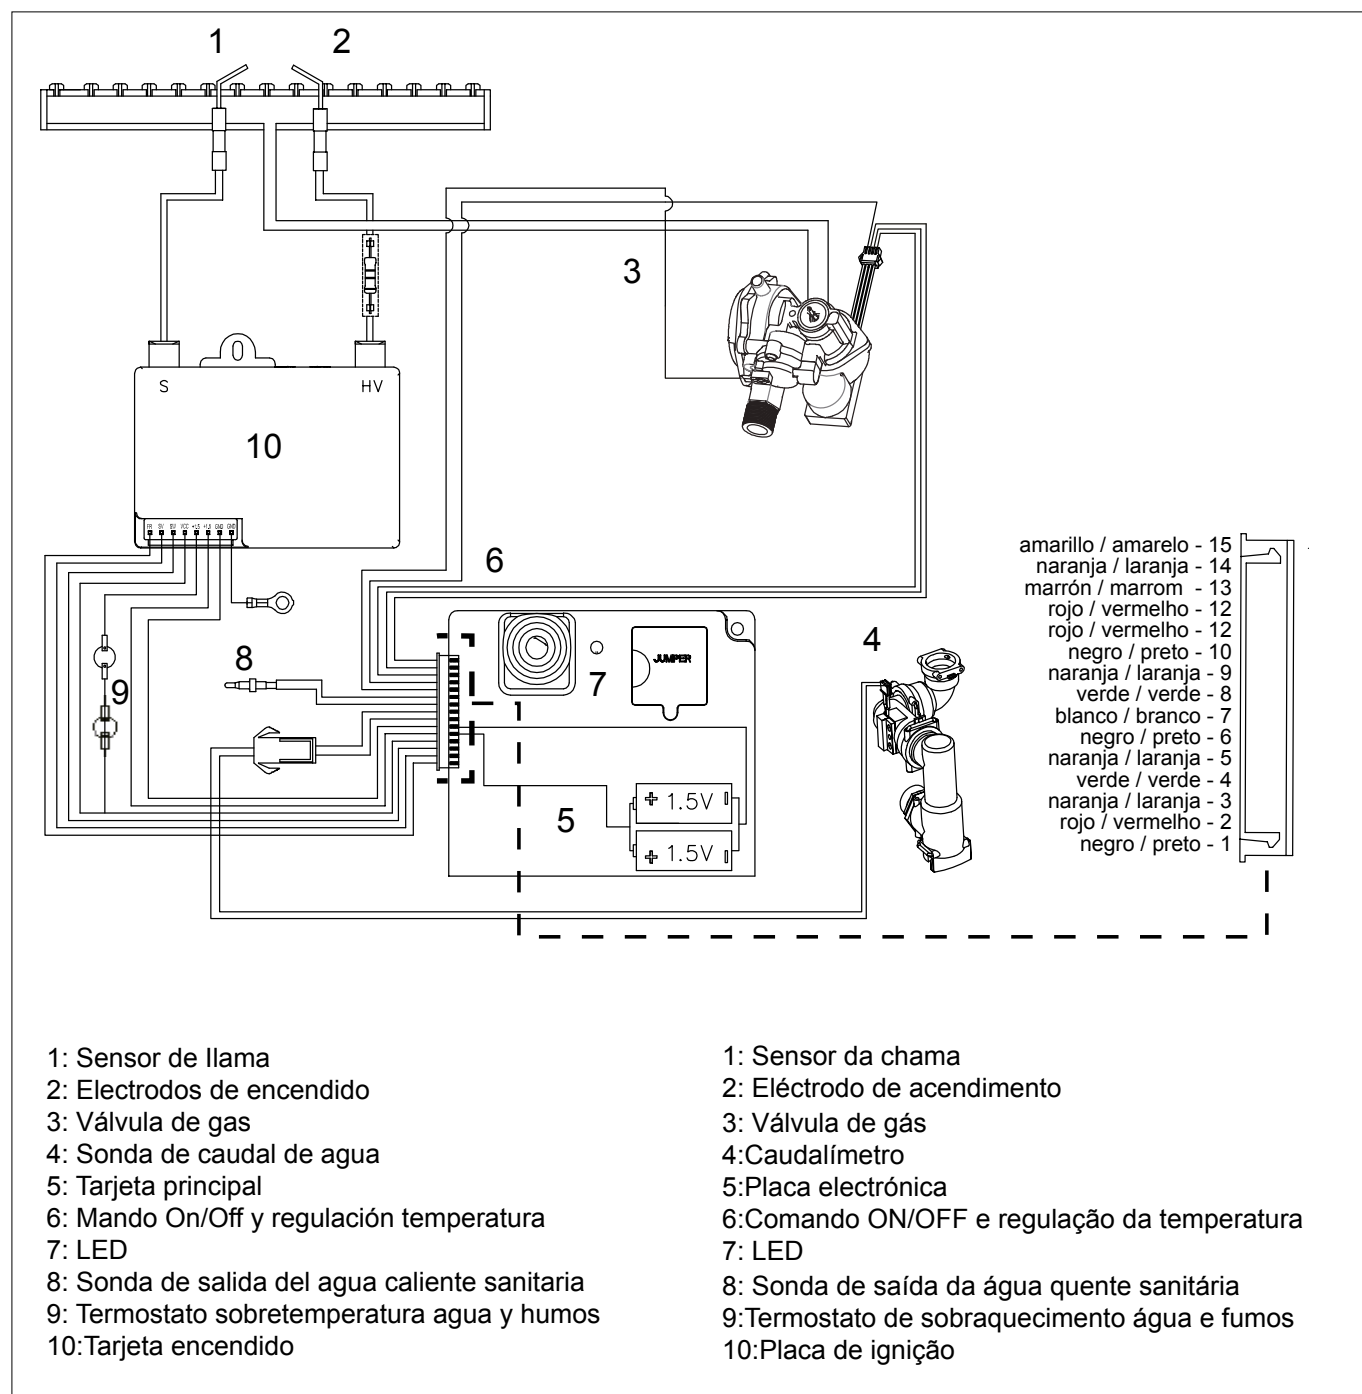 1
2
3
S
HV
10
FR SV SW VCC +1.5 +1.5 GND GND
6
8
9
7
JUMPER
4
5
+ 1.5V -
+ 1.5V -
amarillo / amarelo - 15
naranja / laranja - 14
marrón / marrom - 13
rojo / vermelho - 12
rojo / vermelho - 12
negro / preto - 10
naranja / laranja - 9
verde / verde - 8
blanco / branco - 7
negro / preto - 6
naranja / laranja - 5
verde / verde - 4
naranja / laranja - 3
rojo / vermelho - 2
negro / preto - 1
1: Sensor de llama
2: Electrodos de encendido
3: Válvula de gas
4: Sonda de caudal de agua
5: Tarjeta principal
6: Mando On/Off y regulación temperatura
7: LED
8: Sonda de salida del agua caliente sanitaria
9: Termostato sobretemperatura agua y humos
10:Tarjeta encendido
1: Sensor da chama
2: Eléctrodo de acendimento
3: Válvula de gás
4:Caudalímetro
5:Placa electrónica
6:Comando ON/OFF e regulação da temperatura
7: LED
8: Sonda de saída da água quente sanitária
9:Termostato de sobraquecimento água e fumos
10:Placa de ignição